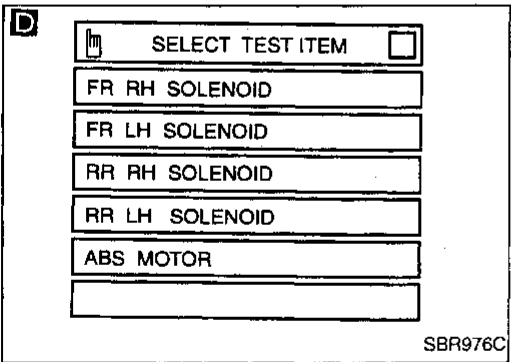 D
SELECT TEST ITEM
FR RH SOLENOID
FR LH SOLENOID
RR RH SOLENOID
RR LH SOLENOID
ABS MOTOR
SBR976C